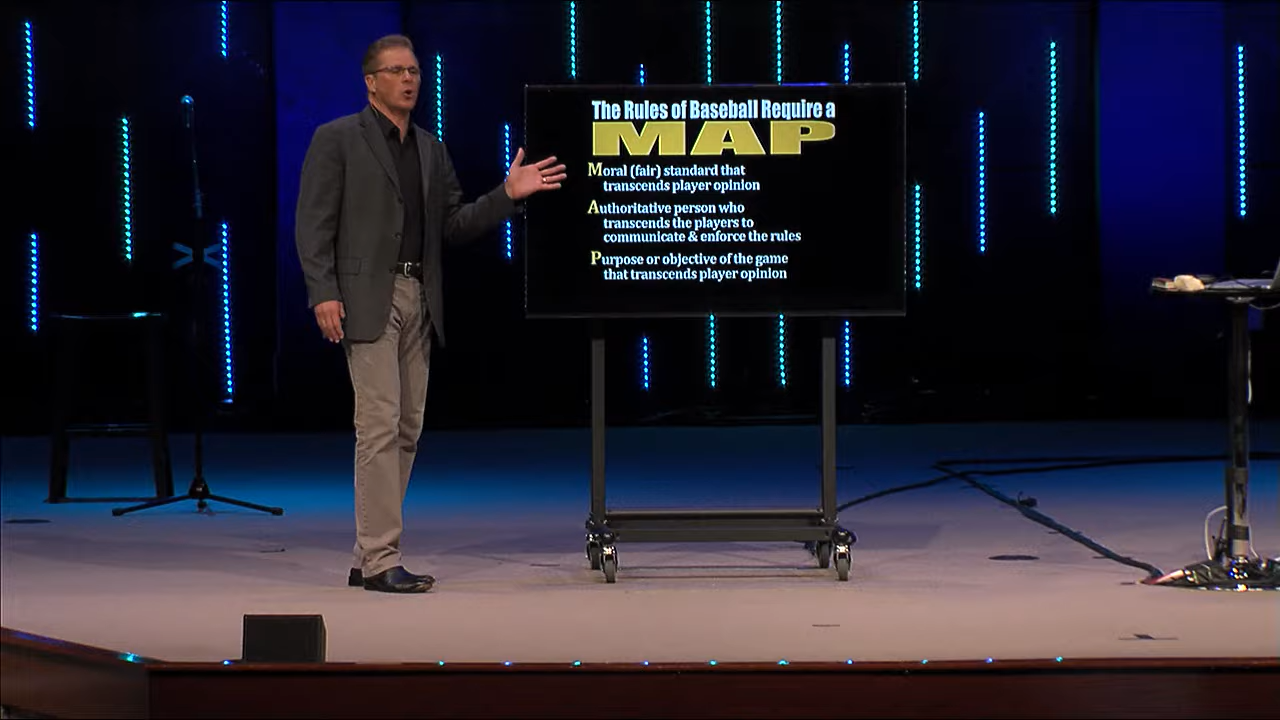 The Rules of Baseball Require a
MAP
Moral (fair) standard that
transcends player opinion
Authoritative person who
transcends the players to
communicate & enforce the rules
Purpose or objective of the game
that transcends player opinion